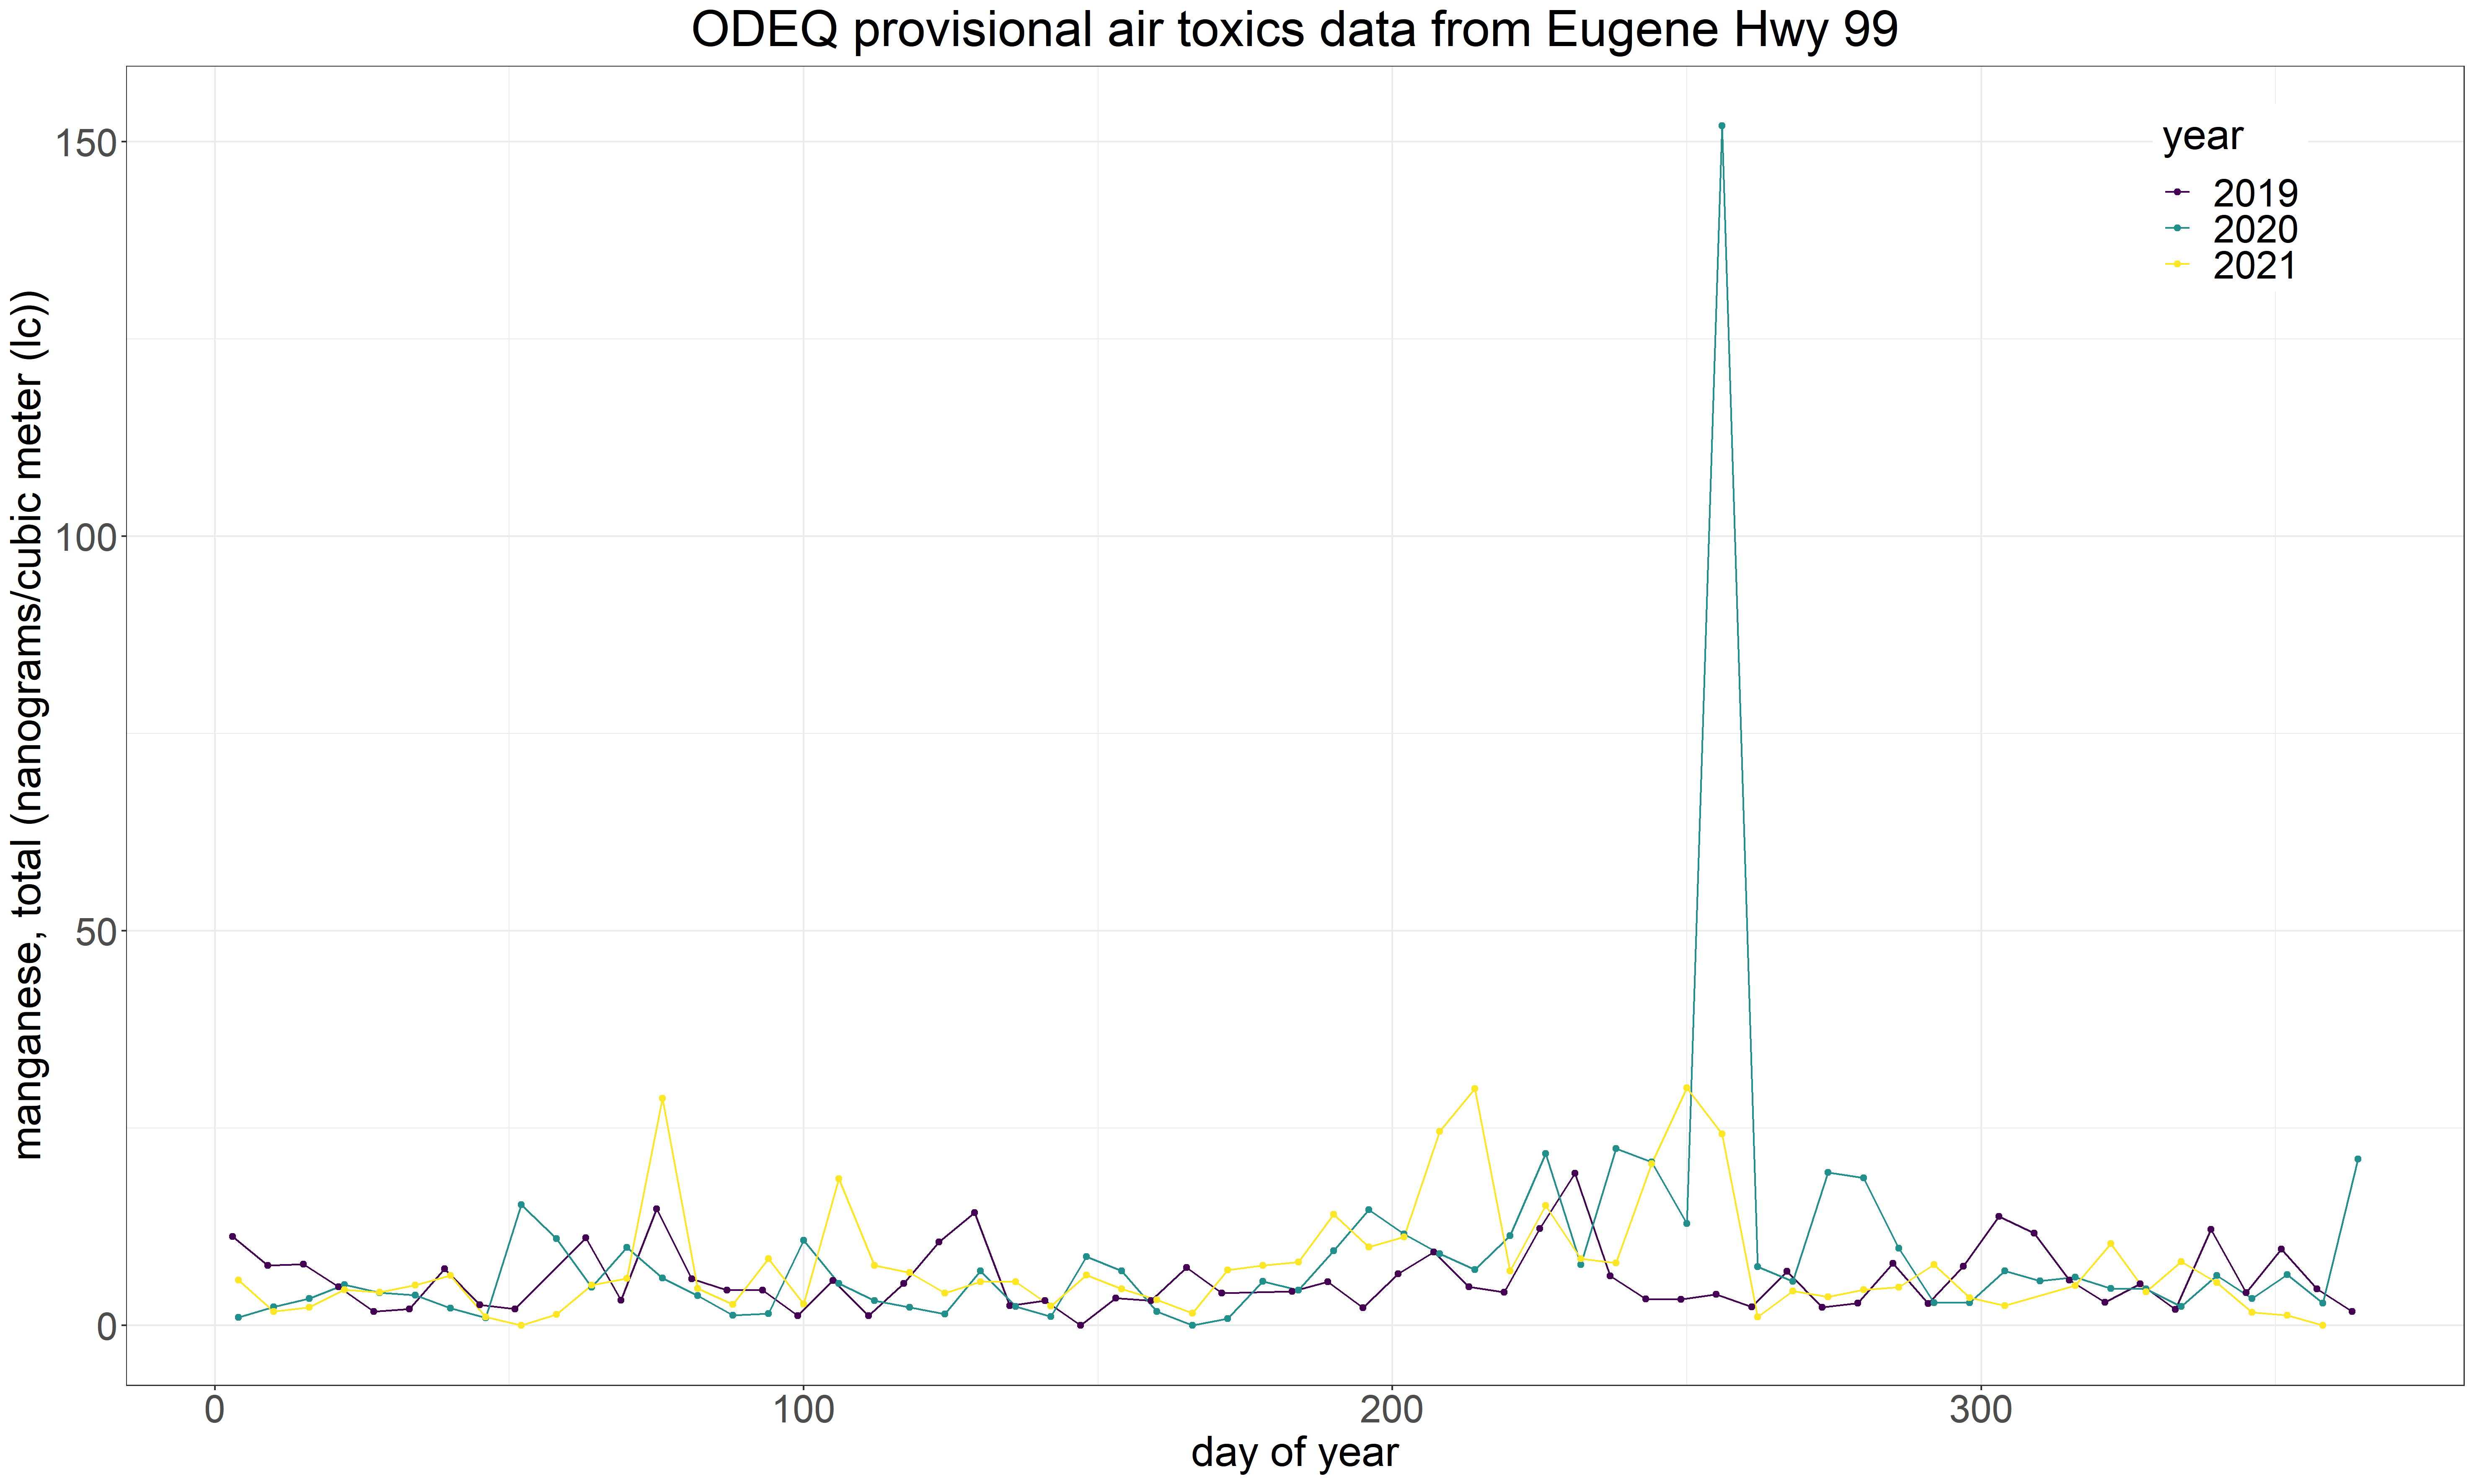 ODEQ provisional air toxics data from Eugene Hwy 99
manganese, total (nanograms/cubic meter (lc))
150
100
50
0
year
2019
2020
2021
0 100 200 300
day of year